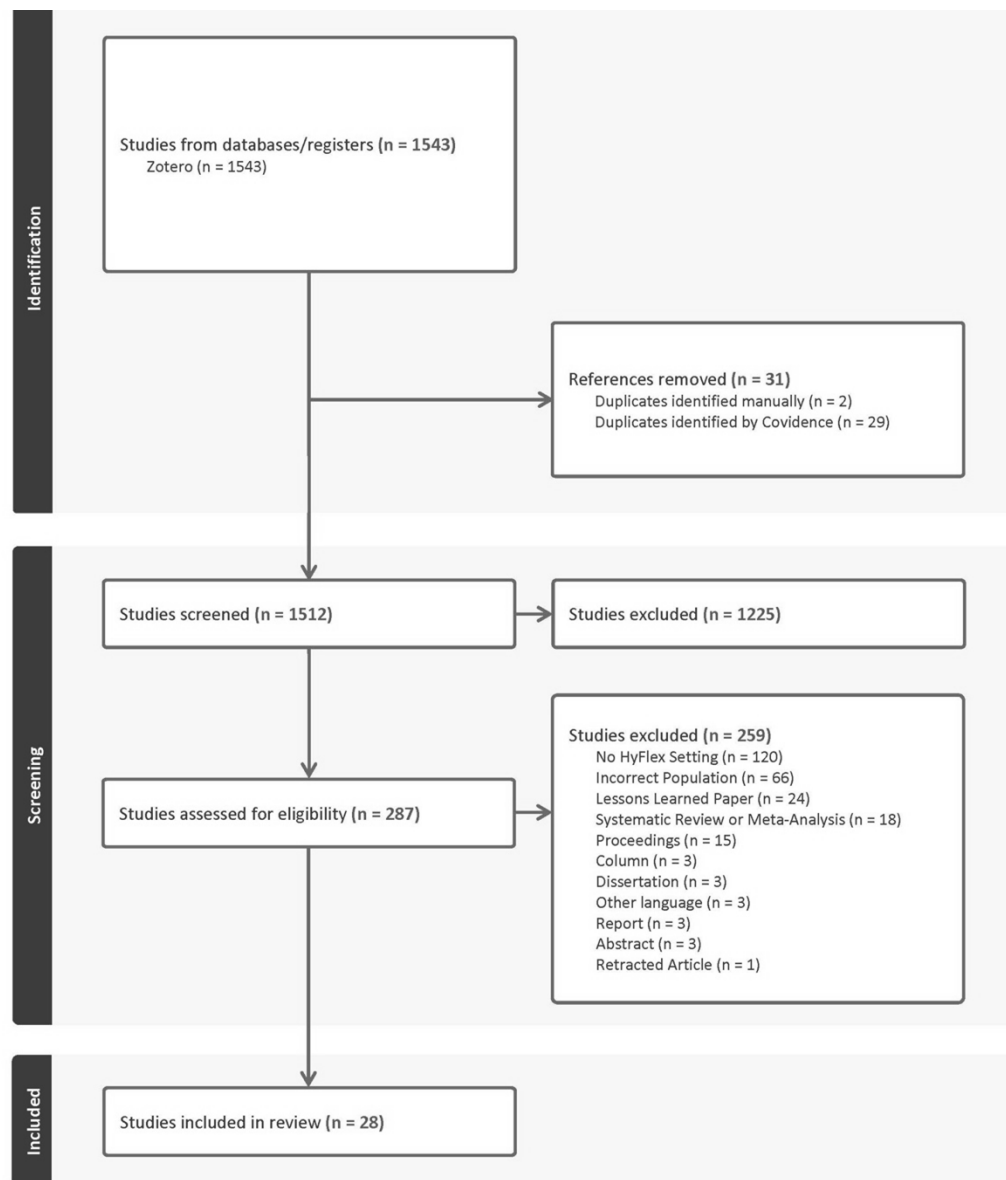 Identification
Studies from databases/registers (n = 1543)
Zotero (n = 1543)
References removed (n = 31)
Duplicates identified manually (n = 2)
Duplicates identified by Covidence (n = 29)
Screening
Studies screened (n = 1512)
Studies excluded (n = 1225)
Studies assessed for eligibility (n = 287)
Studies excluded (n = 259)
No HyFlex Setting (n = 120)
Incorrect Population (n = 66)
Lessons Learned Paper (n = 24)
Systematic Review or Meta-Analysis (n = 18)
Proceedings (n = 15)
Column (n = 3)
Dissertation (n = 3)
Other language (n = 3)
Report (n = 3)
Abstract (n = 3)
Retracted Article (n = 1)
Included
Studies included in review (n = 28)